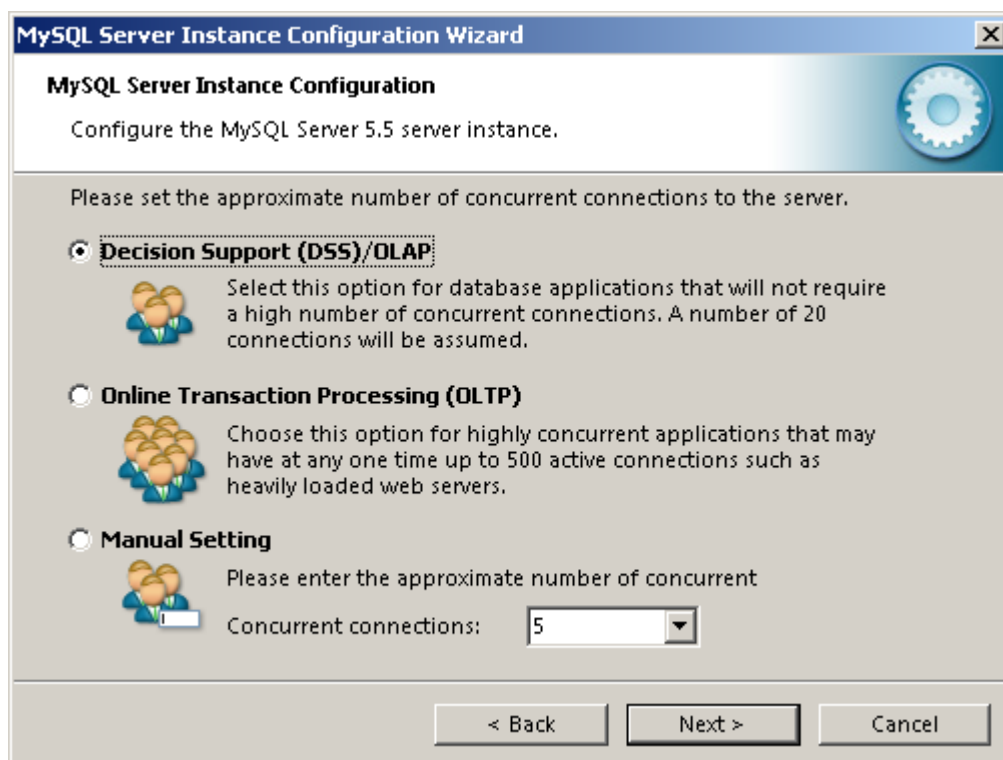 MySQL Server Instance Configuration Wizard
MySQL Server Instance Configuration
Configure the MySQL Server 5.5 server instance.
Please set the approximate number of concurrent connections to the server.
Decision Support (DSS)/OLAP
Select this option for database applications that will not require
a high number of concurrent connections. A number of 20
connections will be assumed.
Online Transaction Processing (OLTP)
Choose this option for highly concurrent applications that may
have at any one time up to 500 active connections such as
heavily loaded web servers.
Manual Setting
Please enter the approximate number of concurrent
Concurrent connections: 5
< Back Next > Cancel